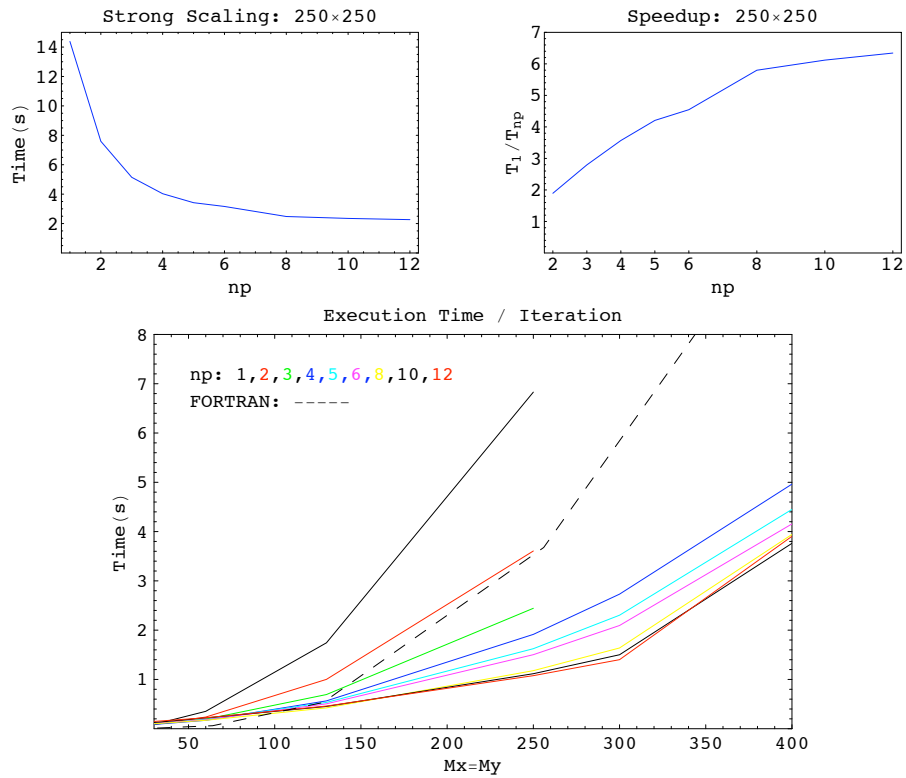 Strong Scaling: 250×250
14
12
10
8
6
4
2
Time(s)
2 4 6 8 10 12
np
Speedup: 250×250
7
6
5
4
3
2
1
T1/Tnp
2 3 4 5 6 8 10 12
np
Execution Time / Iteration
8
7
6
5
4
3
2
1
Time(s)
np: 1,2,3,4,5,6,8,10,12
FORTRAN: -----
50 100 150 200 250 300 350 400
Mx=My